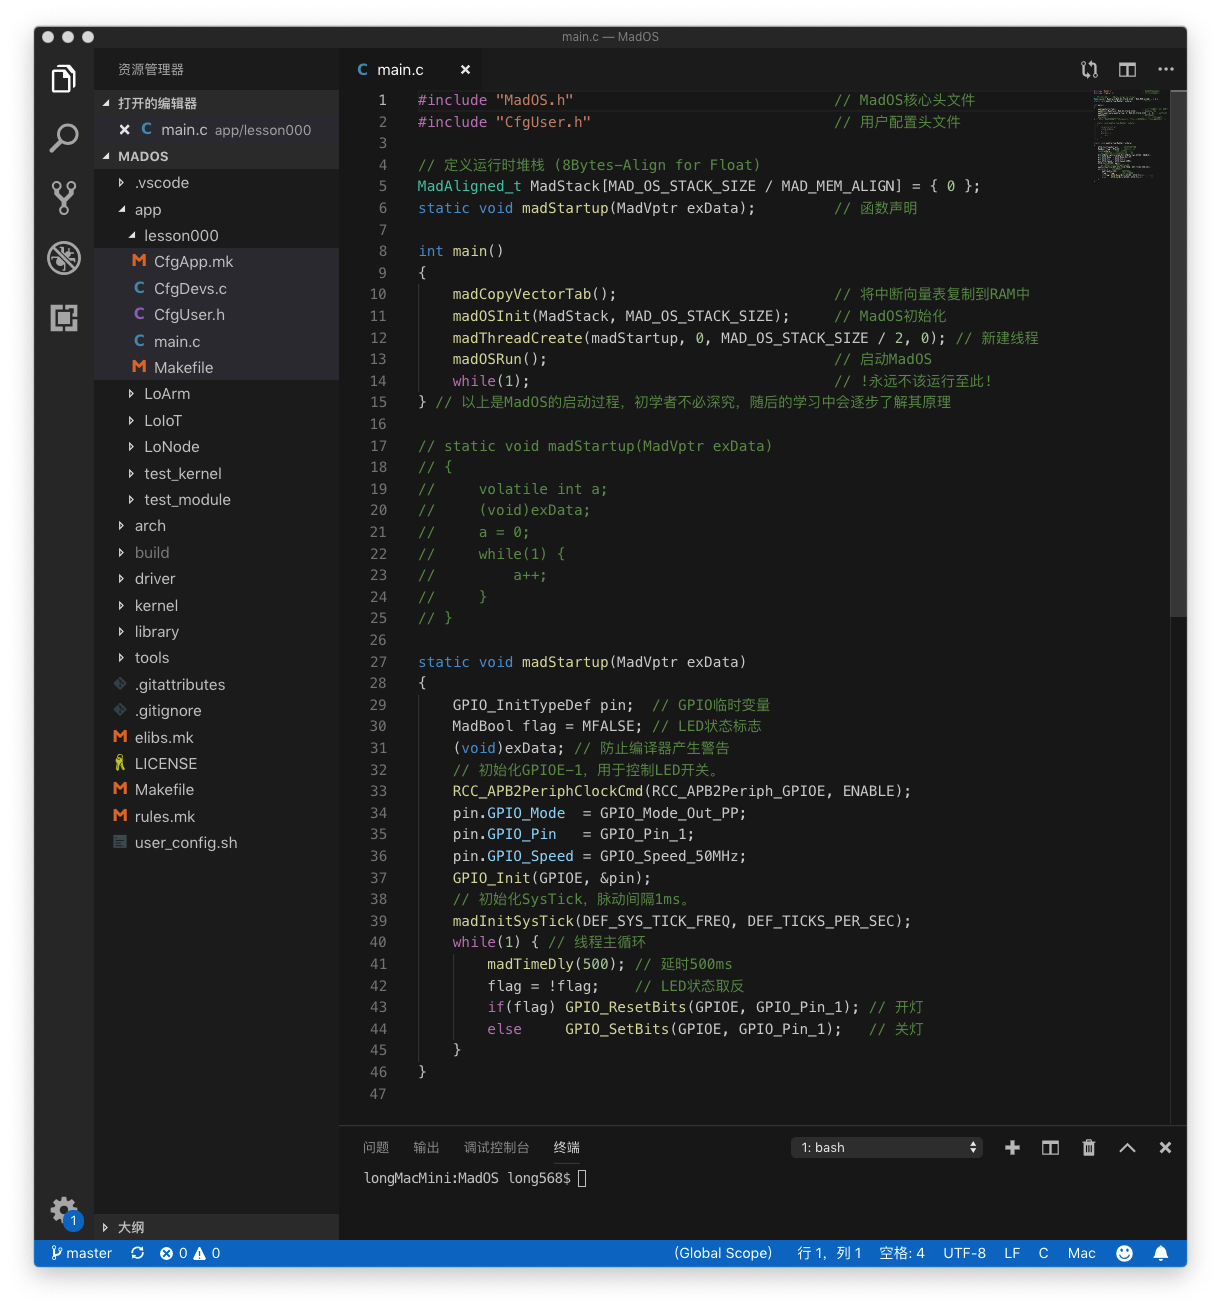 main.c — MadOS
资源管理器
打开的编辑器
main.c app/lesson000
MADOS
.vscode
app
lesson000
CfgApp.mk
CfgDevs.c
CfgUser.h
main.c
Makefile
LoArm
LoIoT
LoNode
test_kernel
test_module
arch
build
driver
kernel
library
tools
.gitattributes
.gitignore
elibs.mk
LICENSE
Makefile
rules.mk
user_config.sh
大纲
C main.c
1 #include "MadOS.h" // MadOS核心头文件
2 #include "CfgUser.h" // 用户配置头文件
3
4 // 定义运行时堆栈 (8Bytes-Align for Float)
5 MadAligned_t MadStack[MAD_OS_STACK_SIZE / MAD_MEM_ALIGN] = { 0 };
6 static void madStartup(MadVptr exData); // 函数声明
7
8 int main()
9 {
10 madCopyVectorTab(); // 将中断向量表复制到RAM中
11 madOSInit(MadStack, MAD_OS_STACK_SIZE); // MadOS初始化
12 madThreadCreate(madStartup, 0, MAD_OS_STACK_SIZE / 2, 0); // 新建线程
13 madOSRun(); // 启动MadOS
14 while(1); // !永远不该运行至此!
15 } // 以上是MadOS的启动过程，初学者不必深究，随后的学习中会逐步了解其原理
16
17 // static void madStartup(MadVptr exData)
18 // {
19 // volatile int a;
20 // (void)exData;
21 // a = 0;
22 // while(1) {
23 // a++;
24 // }
25 // }
26
27 static void madStartup(MadVptr exData)
28 {
29 GPIO_InitTypeDef pin; // GPIO临时变量
30 MadBool flag = MFALSE; // LED状态标志
31 (void)exData; // 防止编译器产生警告
32 // 初始化GPIOE-1，用于控制LED开关。
33 RCC_APB2PeriphClockCmd(RCC_APB2Periph_GPIOE, ENABLE);
34 pin.GPIO_Mode = GPIO_Mode_Out_PP;
35 pin.GPIO_Pin = GPIO_Pin_1;
36 pin.GPIO_Speed = GPIO_Speed_50MHz;
37 GPIO_Init(GPIOE, &pin);
38 // 初始化SysTick，脉动间隔1ms。
39 madInitSysTick(DEF_SYS_TICK_FREQ, DEF_TICKS_PER_SEC);
40 while(1) { // 线程主循环
41 madTimeDly(500); // 延时500ms
42 flag = !flag; // LED状态取反
43 if(flag) GPIO_ResetBits(GPIOE, GPIO_Pin_1); // 开灯
44 else GPIO_SetBits(GPIOE, GPIO_Pin_1); // 关灯
45 }
46 }
47
问题 输出 调试控制台 终端 1: bash
longMacMini:MadOS long568$
1
master 0 0 (Global Scope) 行 1，列 1 空格: 4 UTF-8 LF C Mac